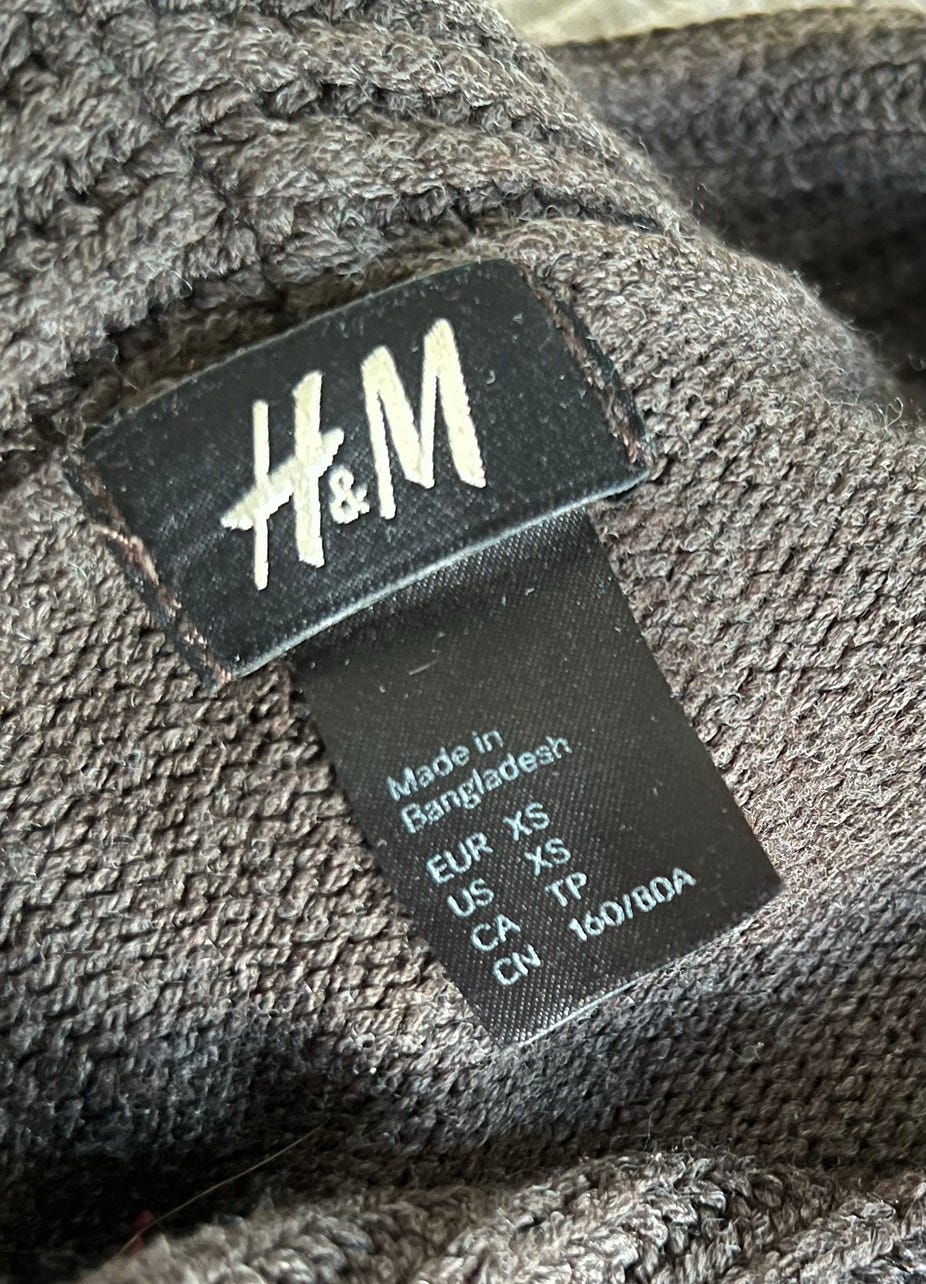 H&M
Made in
Bangladesh
EUR XS
US XS
CA TP
CN 160/80A